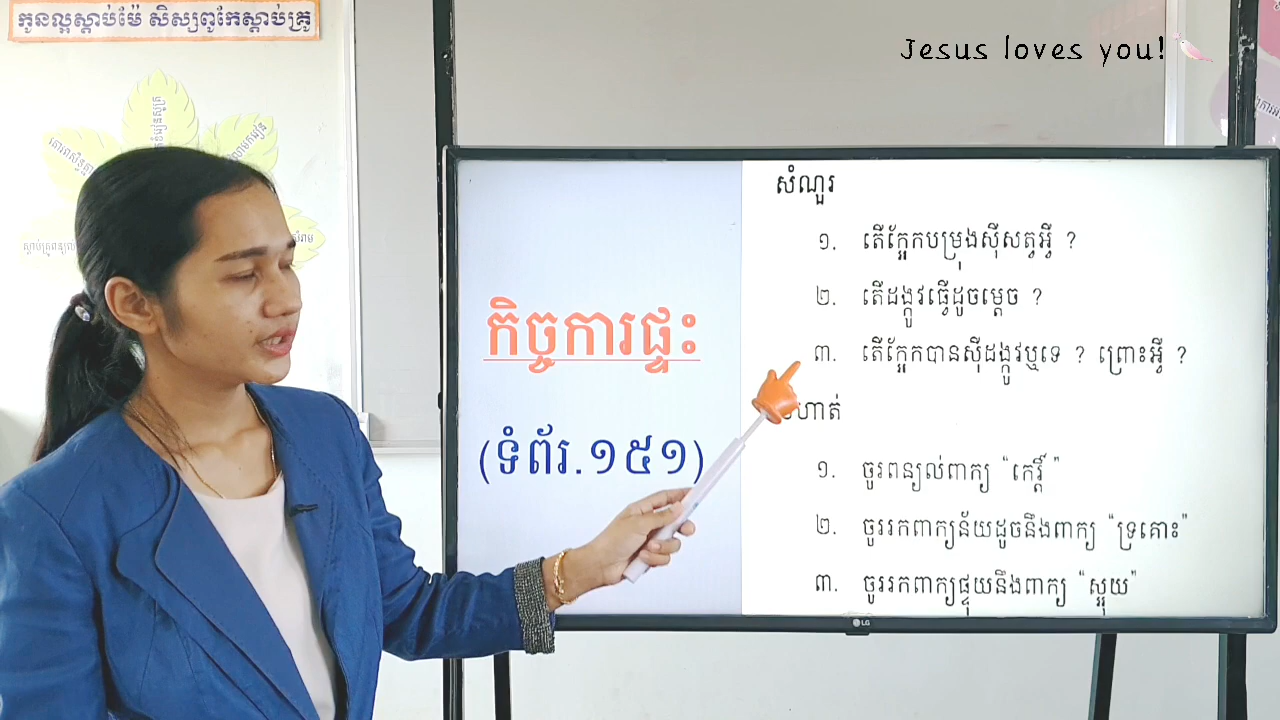 កូនល្អស្ដាប់ម៉ែ សិស្សពូកែស្ដាប់គ្រូ
Jesus loves you!
កិច្ចការផ្ទះ
(ទំព័រ.១៥១)
សំណួរ
១. តើក្អែកបម្រុងស៊ីសត្វអ្វី ?
២. តើដង្កូវធ្វើដូចម្ដេច ?
៣. តើក្អែកបានស៊ីដង្កូវឬទេ ? ព្រោះអ្វី ?
ហាត់
១. ចូរពន្យល់ពាក្យ “កេរ្តិ៍”
២. ចូររកពាក្យន័យដូចនឹងពាក្យ “ទ្រគោះ”
៣. ចូររកពាក្យផ្ទុយនឹងពាក្យ “ស្អុយ”
LG